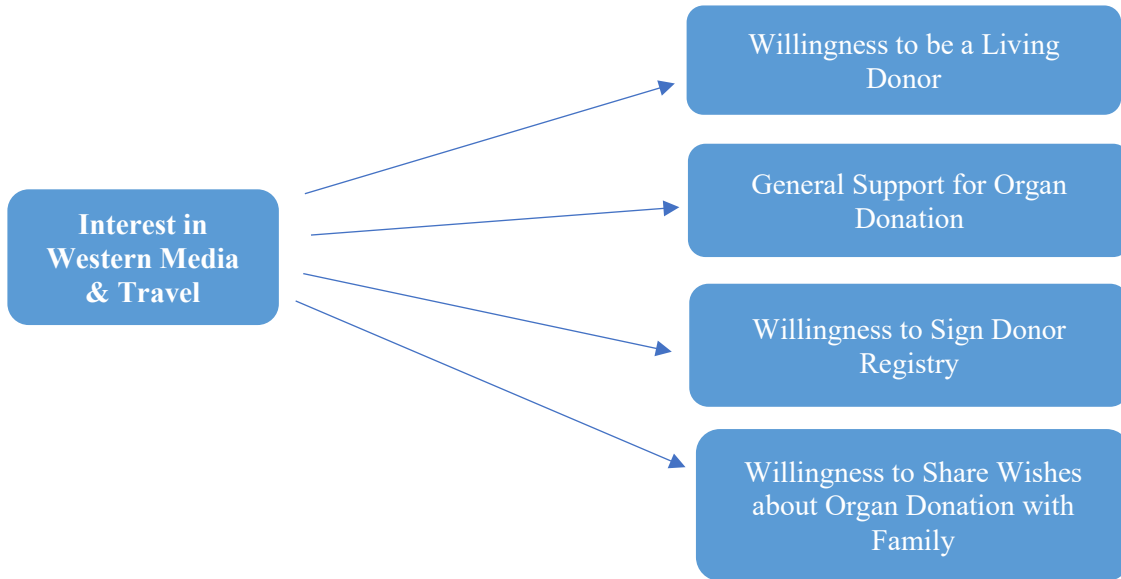 Interest in
Western Media
& Travel
Willingness to be a Living
Donor
General Support for Organ
Donation
Willingness to Sign Donor
Registry
Willingness to Share Wishes
about Organ Donation with
Family